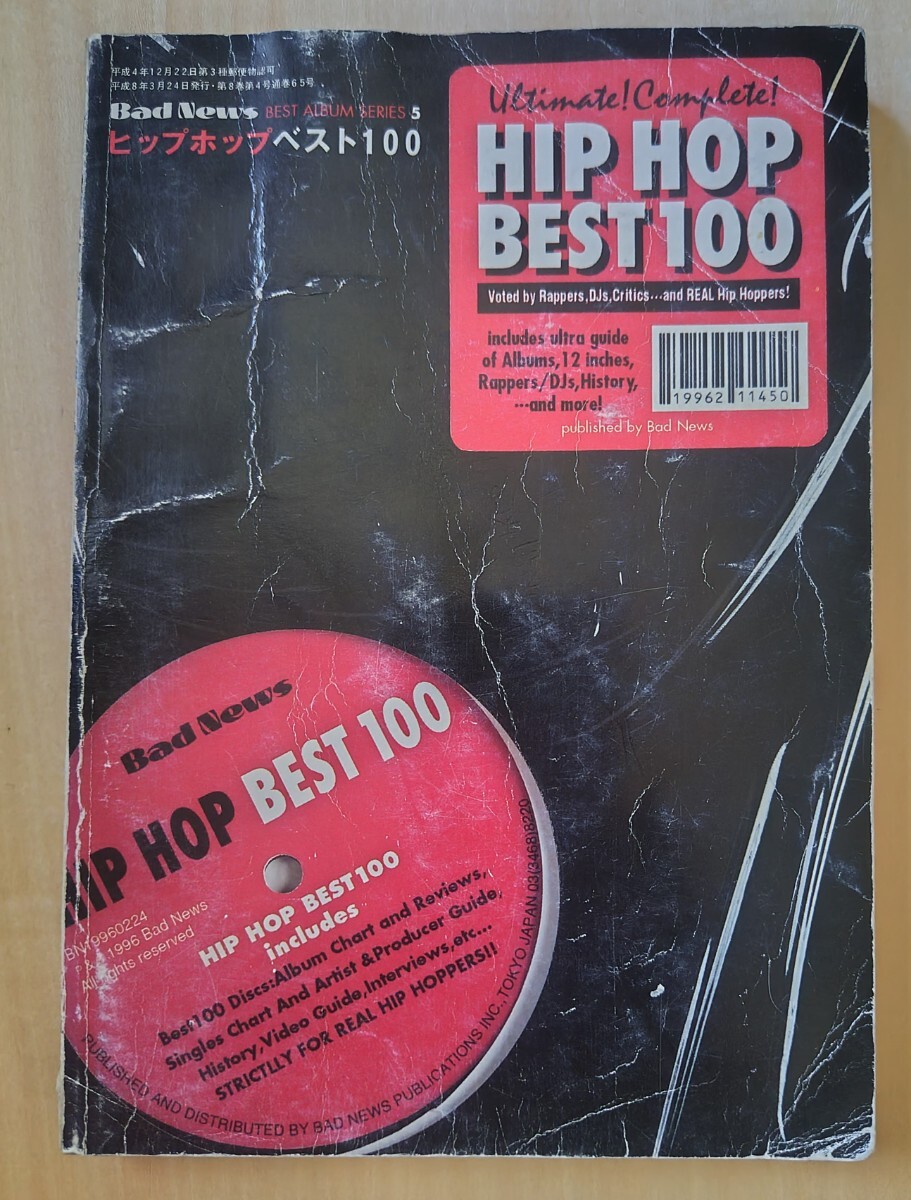 平成4年12月22日第3種郵便物認可
平成8年3月24日発行・第8巻第4号通巻65号
Bad News BEST ALBUM SERIES 5
ヒップホップベスト100
Ultimate! Complete!
HIP HOP
BEST 100
Voted by Rappers, DJs, Critics…and REAL Hip Hoppers!
includes ultra guide
of Albums, 12 inches,
Rappers/DJs, History,
…and more!
19962 11450
published by Bad News
Bad News
HIP HOP BEST 100
BN19960224
P & 1996 Bad News
All rights reserved
HIP HOP BEST 100
includes
Best100 Discs:Album Chart and Reviews,
Singles Chart And Artist & Producer Guide,
History, Video Guide, Interviews, etc...
STRICTLLY FOR REAL HIP HOPPERS!!
PUBLISHED AND DISTRIBUTED BY BAD NEWS PUBLICATIONS INC., TOKYO, JAPAN 03(3468)8220